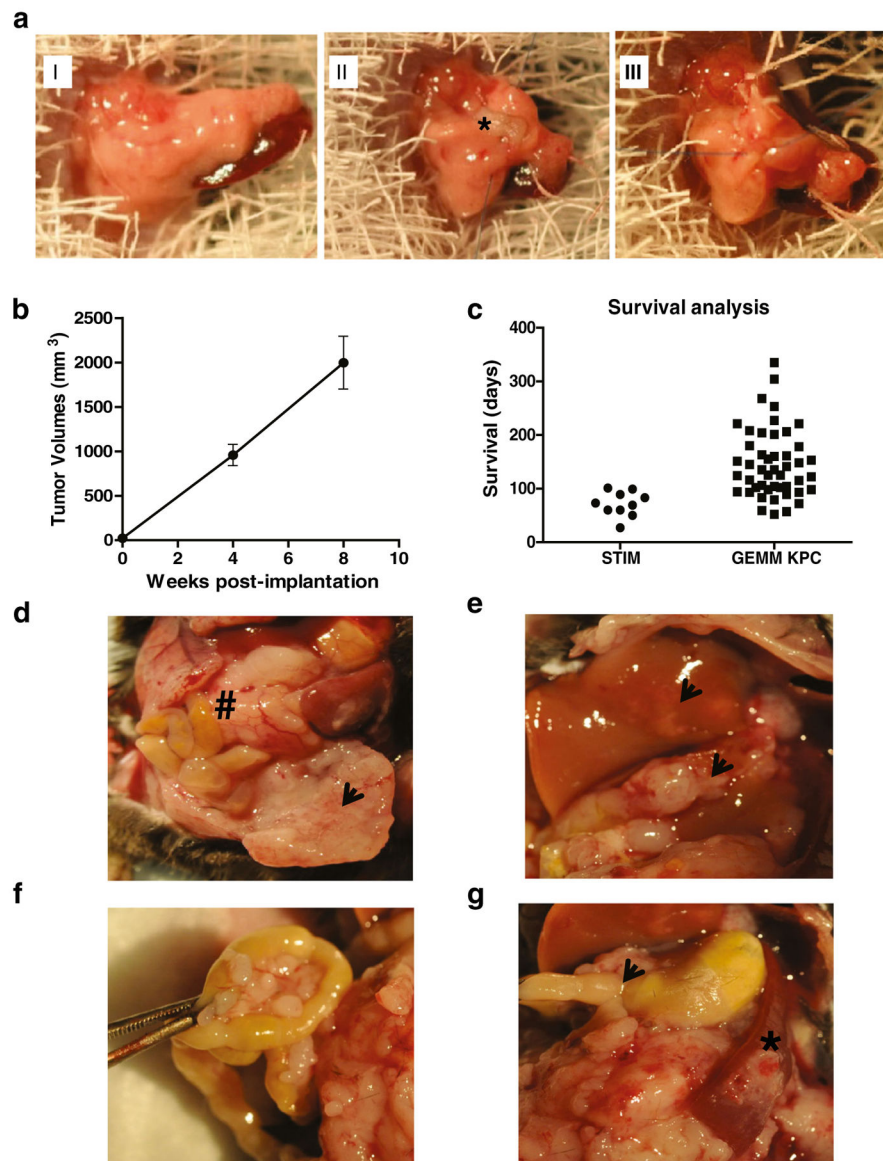 a
I
II
III
*
b
2500
2000
1500
1000
500
0
0 2 4 6 8 10
Tumor Volumes (mm 3)
Weeks post-implantation
c
Survival analysis
400
300
200
100
0
Survival (days)
STIM GEMM KPC
d
#
e
f
g
*